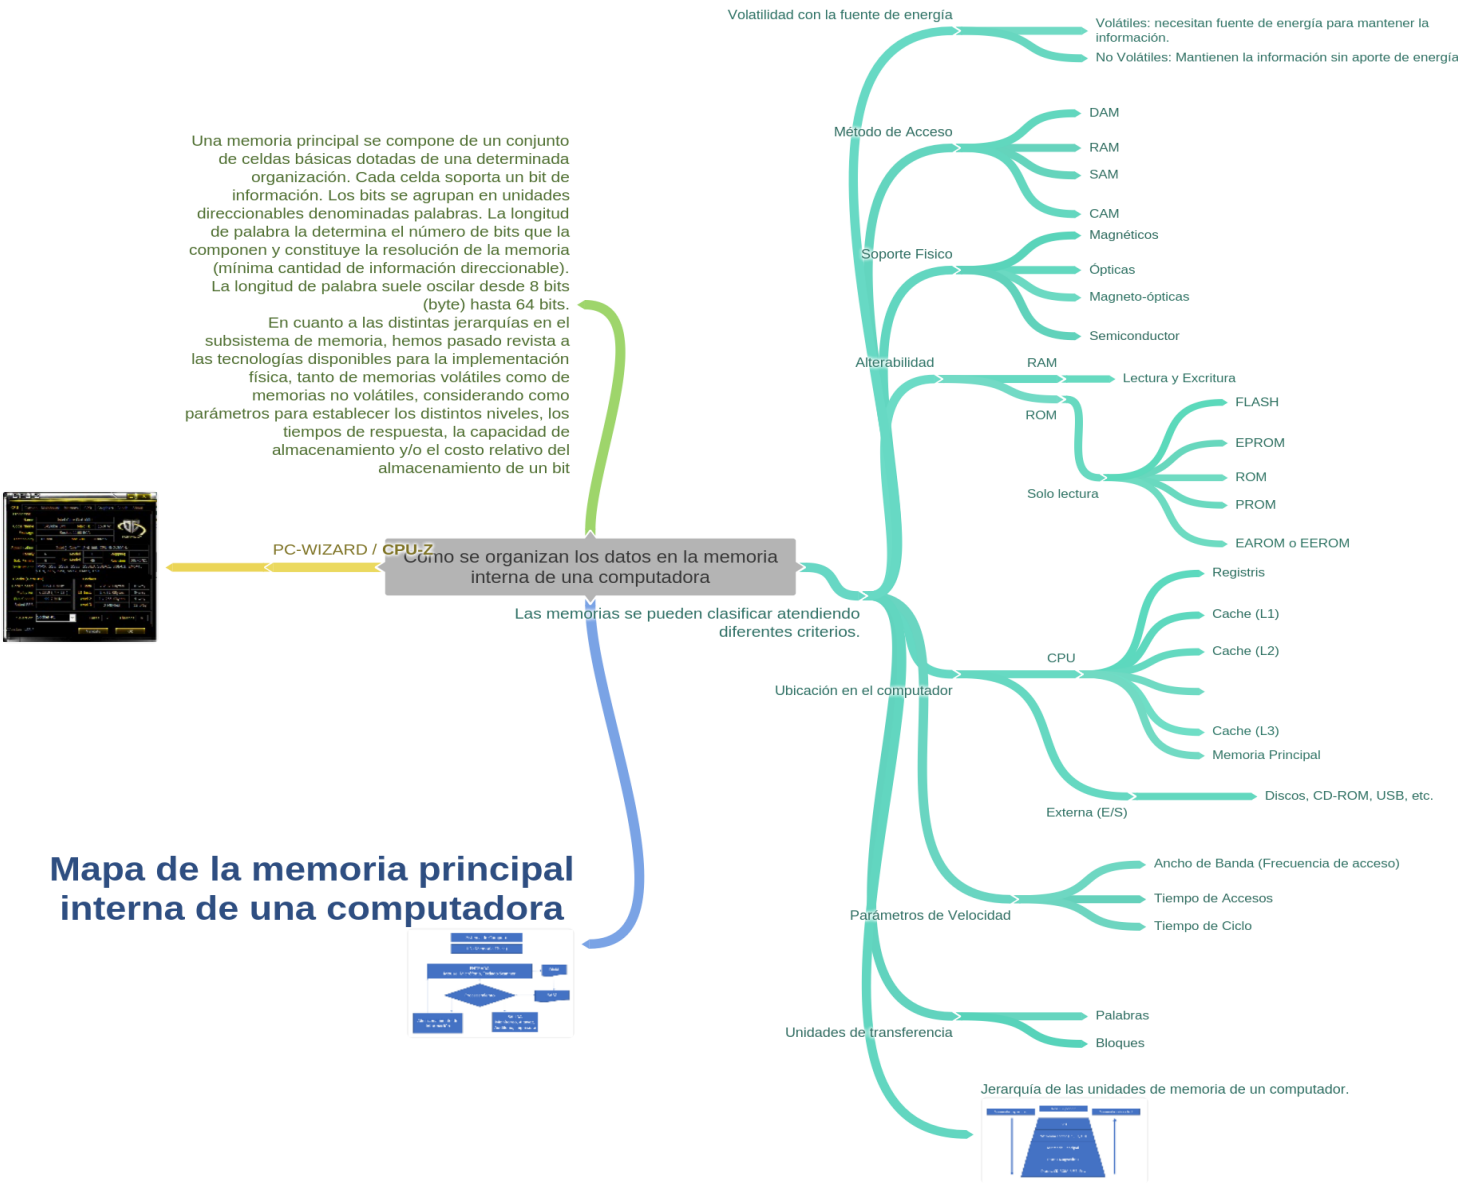 Volatilidad con la fuente de energía
Volátiles: necesitan fuente de energía para mantener la
información.
No Volátiles: Mantienen la información sin aporte de energía
Método de Acceso
DAM
RAM
SAM
CAM
Soporte Fisico
Magnéticos
Ópticas
Magneto-ópticas
Semiconductor
Alterabilidad
RAM
Lectura y Excritura
ROM
Solo lectura
FLASH
EPROM
ROM
PROM
EAROM o EEROM
Una memoria principal se compone de un conjunto
de celdas básicas dotadas de una determinada
organización. Cada celda soporta un bit de
información. Los bits se agrupan en unidades
direccionables denominadas palabras. La longitud
de palabra la determina el número de bits que la
componen y constituye la resolución de la memoria
(mínima cantidad de información direccionable).
La longitud de palabra suele oscilar desde 8 bits
(byte) hasta 64 bits.
En cuanto a las distintas jerarquías en el
subsistema de memoria, hemos pasado revista a
las tecnologías disponibles para la implementación
física, tanto de memorias volátiles como de
memorias no volátiles, considerando como
parámetros para establecer los distintos niveles, los
tiempos de respuesta, la capacidad de
almacenamiento y/o el costo relativo del
almacenamiento de un bit
PC-WIZARD / CPU-Z
Cómo se organizan los datos en la memoria
interna de una computadora
Las memorias se pueden clasificar atendiendo
diferentes criterios.
Ubicación en el computador
CPU
Registris
Cache (L1)
Cache (L2)
Cache (L3)
Memoria Principal
Externa (E/S)
Discos, CD-ROM, USB, etc.
Parámetros de Velocidad
Ancho de Banda (Frecuencia de acceso)
Tiempo de Accesos
Tiempo de Ciclo
Unidades de transferencia
Palabras
Bloques
Jerarquía de las unidades de memoria de un computador.
Mapa de la memoria principal
interna de una computadora